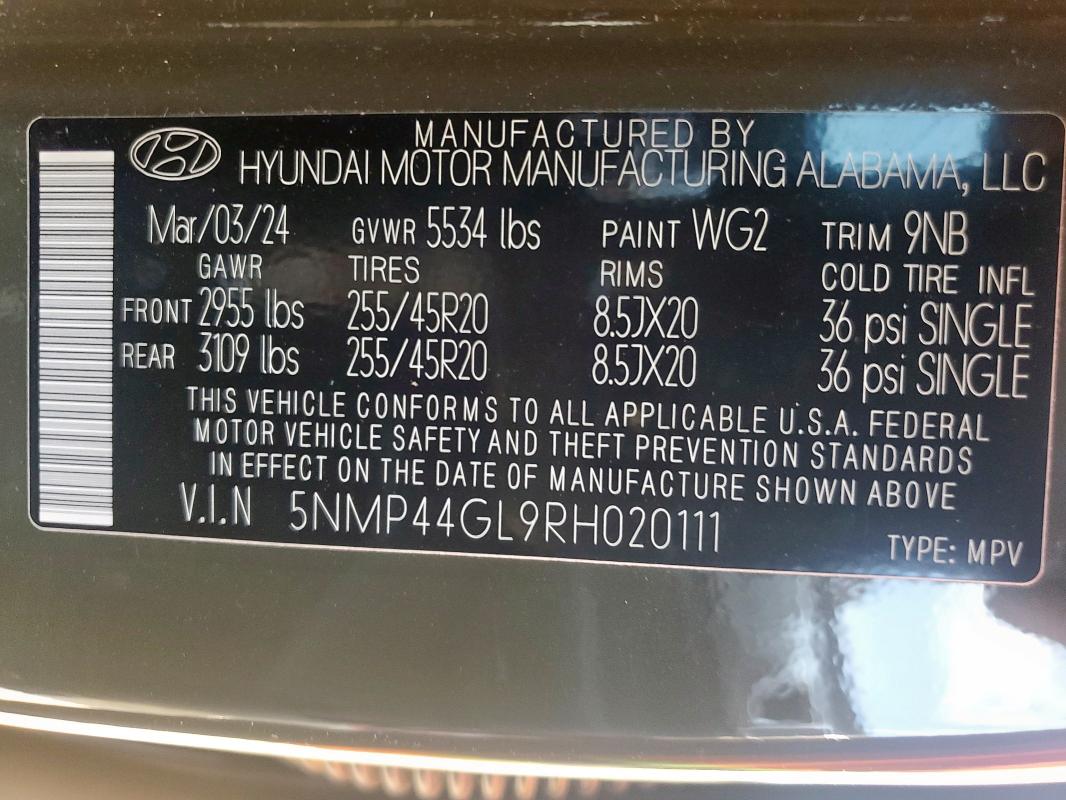 MANUFACTURED BY
HYUNDAI MOTOR MANUFACTURING ALABAMA, LLC
Mar/03/24 GVWR 5534 lbs PAINT WG2 TRIM 9NB
GAWR TIRES RIMS COLD TIRE INFL
FRONT 2955 lbs 255/45R20 8.5JX20 36 psi SINGLE
REAR 3109 lbs 255/45R20 8.5JX20 36 psi SINGLE
THIS VEHICLE CONFORMS TO ALL APPLICABLE U.S.A. FEDERAL
MOTOR VEHICLE SAFETY AND THEFT PREVENTION STANDARDS
IN EFFECT ON THE DATE OF MANUFACTURE SHOWN ABOVE
V.I.N 5NMP44GL9RH020111
TYPE: MPV